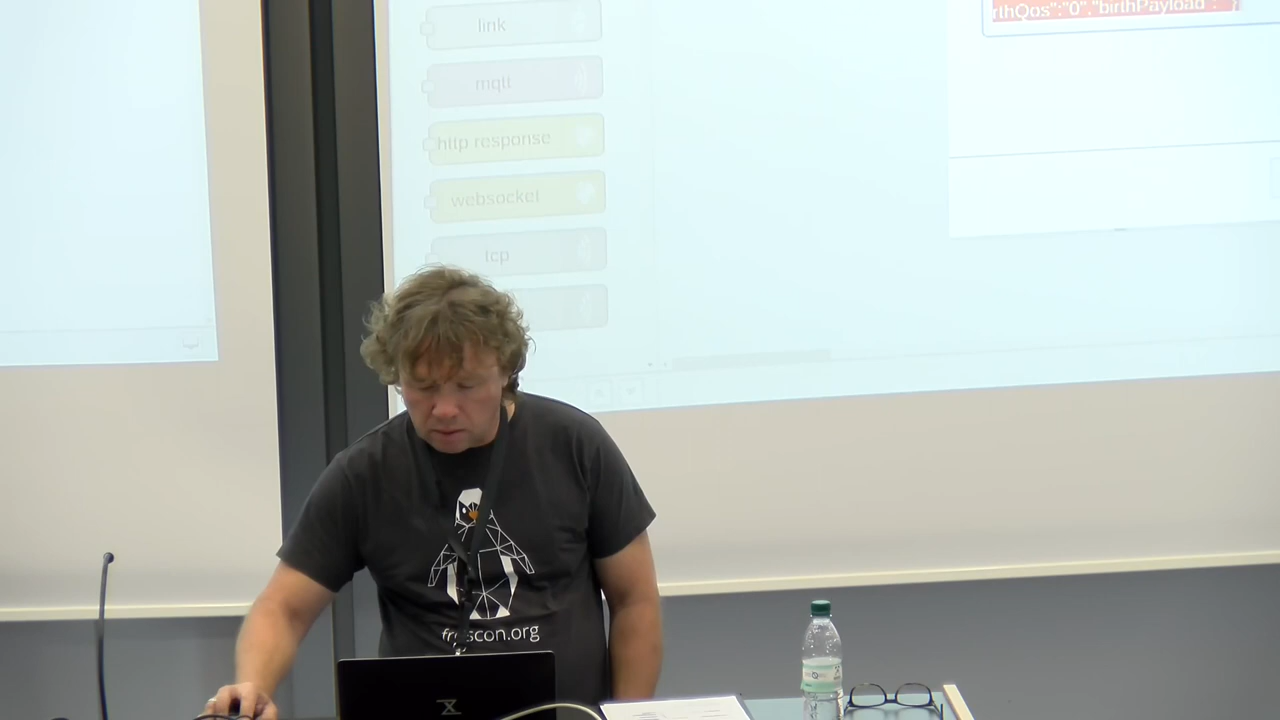 rthQos":"0","birthPayload":"
link
mqtt
http response
websocket
tcp
froscon.org